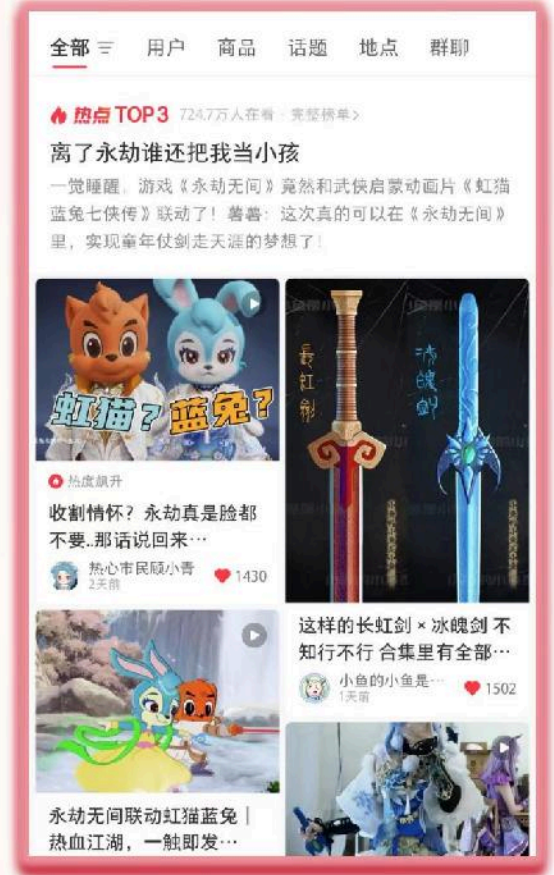 全部 用户 商品 话题 地点 群聊
热点 TOP3 724.7万人在看 · 完整榜单>
离了永劫谁还把我当小孩
一觉睡醒，游戏《永劫无间》竟然和武侠启蒙动画片《虹猫
蓝兔七侠传》联动了！薯薯：这次真的可以在《永劫无间》
里，实现童年仗剑走天涯的梦想了！
虹猫？蓝兔？
热度飙升
收割情怀？永劫真是脸都
不要..那话说回来…
热心市民顾小青
2天前
1430
长虹剑
冰魄剑
这样的长虹剑 × 冰魄剑 不
知行不行 合集里有全部…
小鱼的小鱼是…
1天前
1502
永劫无间联动虹猫蓝兔｜
热血江湖，一触即发…